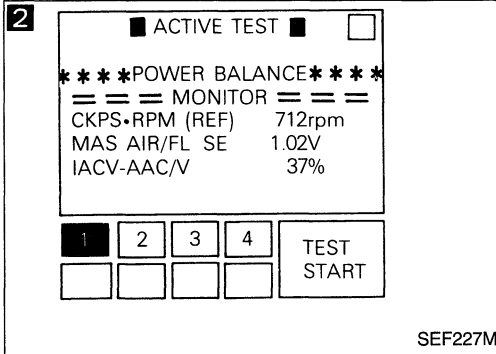 2
■ ACTIVE TEST ■ □
****POWER BALANCE****
=== MONITOR ===
CKPS•RPM (REF) 712rpm
MAS AIR/FL SE 1.02V
IACV-AAC/V 37%
1 2 3 4
TEST
START
SEF227M